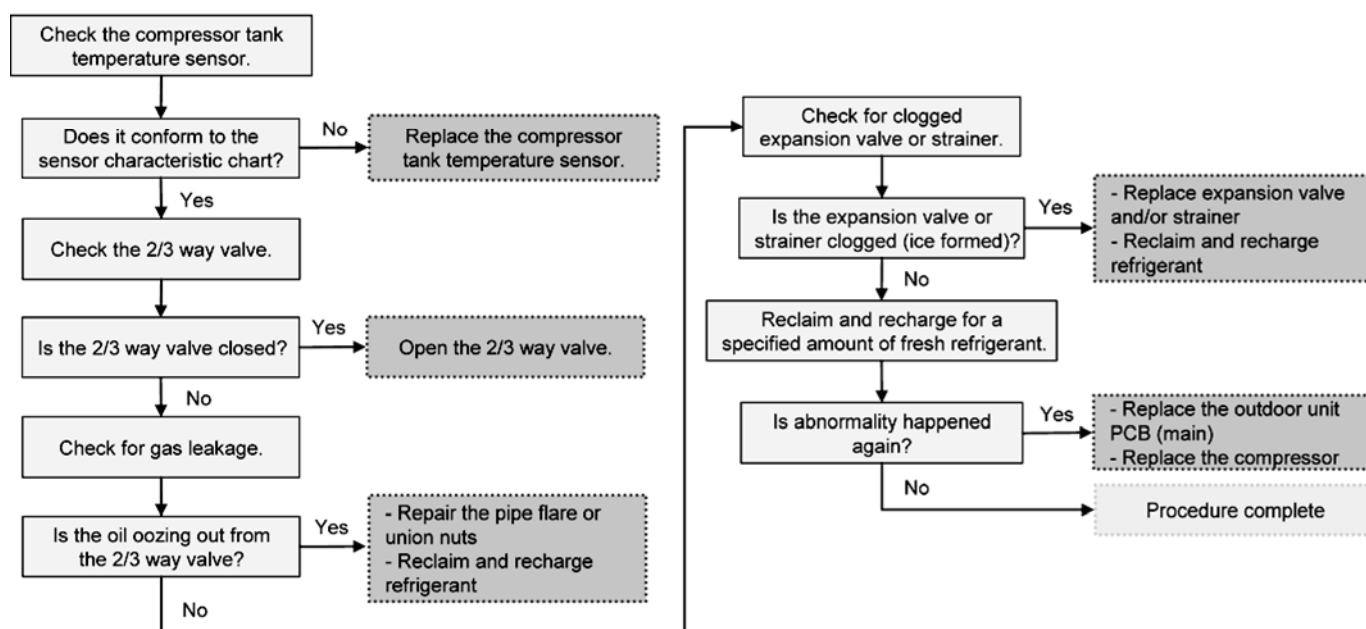 Check the compressor tank
temperature sensor.
Does it conform to the
sensor characteristic chart?
No
Replace the compressor
tank temperature sensor.
Yes
Check the 2/3 way valve.
Is the 2/3 way valve closed?
Yes
Open the 2/3 way valve.
No
Check for gas leakage.
Is the oil oozing out from
the 2/3 way valve?
Yes
- Repair the pipe flare or
union nuts
- Reclaim and recharge
refrigerant
No
Check for clogged
expansion valve or strainer.
Is the expansion valve or
strainer clogged (ice formed)?
Yes
- Replace expansion valve
and/or strainer
- Reclaim and recharge
refrigerant
No
Reclaim and recharge for a
specified amount of fresh refrigerant.
Is abnormality happened
again?
Yes
- Replace the outdoor unit
PCB (main)
- Replace the compressor
No
Procedure complete